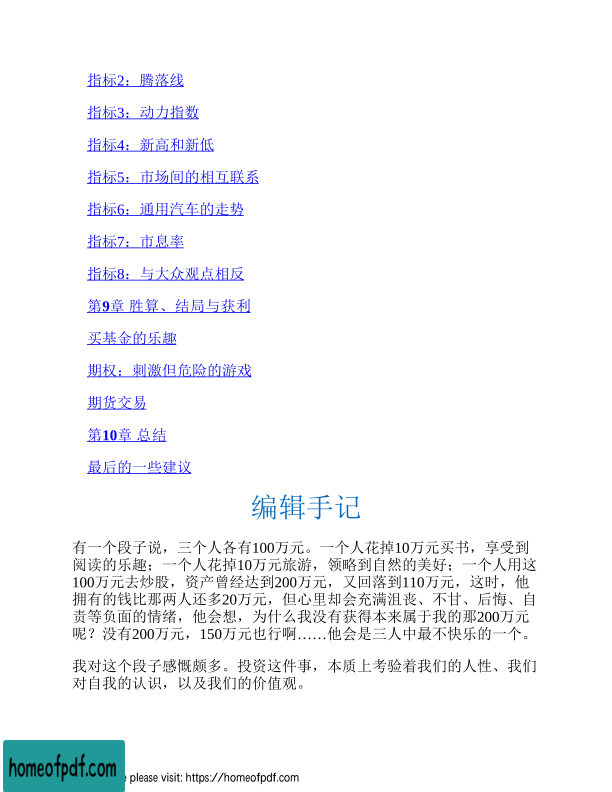 指标2：腾落线
指标3：动力指数
指标4：新高和新低
指标5：市场间的相互联系
指标6：通用汽车的走势
指标7：市息率
指标8：与大众观点相反
第9章 胜算、结局与获利
买基金的乐趣
期权：刺激但危险的游戏
期货交易
第10章 总结
最后的一些建议
编辑手记
有一个段子说，三个人各有100万元。一个人花掉10万元买书，享受到
阅读的乐趣；一个人花掉10万元旅游，领略到自然的美好；一个人用这
100万元去炒股，资产曾经达到200万元，又回落到110万元，这时，他
拥有的钱比那两人还多20万元，但心里却会充满沮丧、不甘、后悔、自
责等负面的情绪，他会想，为什么我没有获得本来属于我的那200万元
呢？没有200万元，150万元也行啊……他会是三人中最不快乐的一个。
我对这个段子感慨颇多。投资这件事，本质上考验着我们的人性、我们
对自我的认识，以及我们的价值观。
homeofpdf.com
e please visit: https://homeofpdf.com